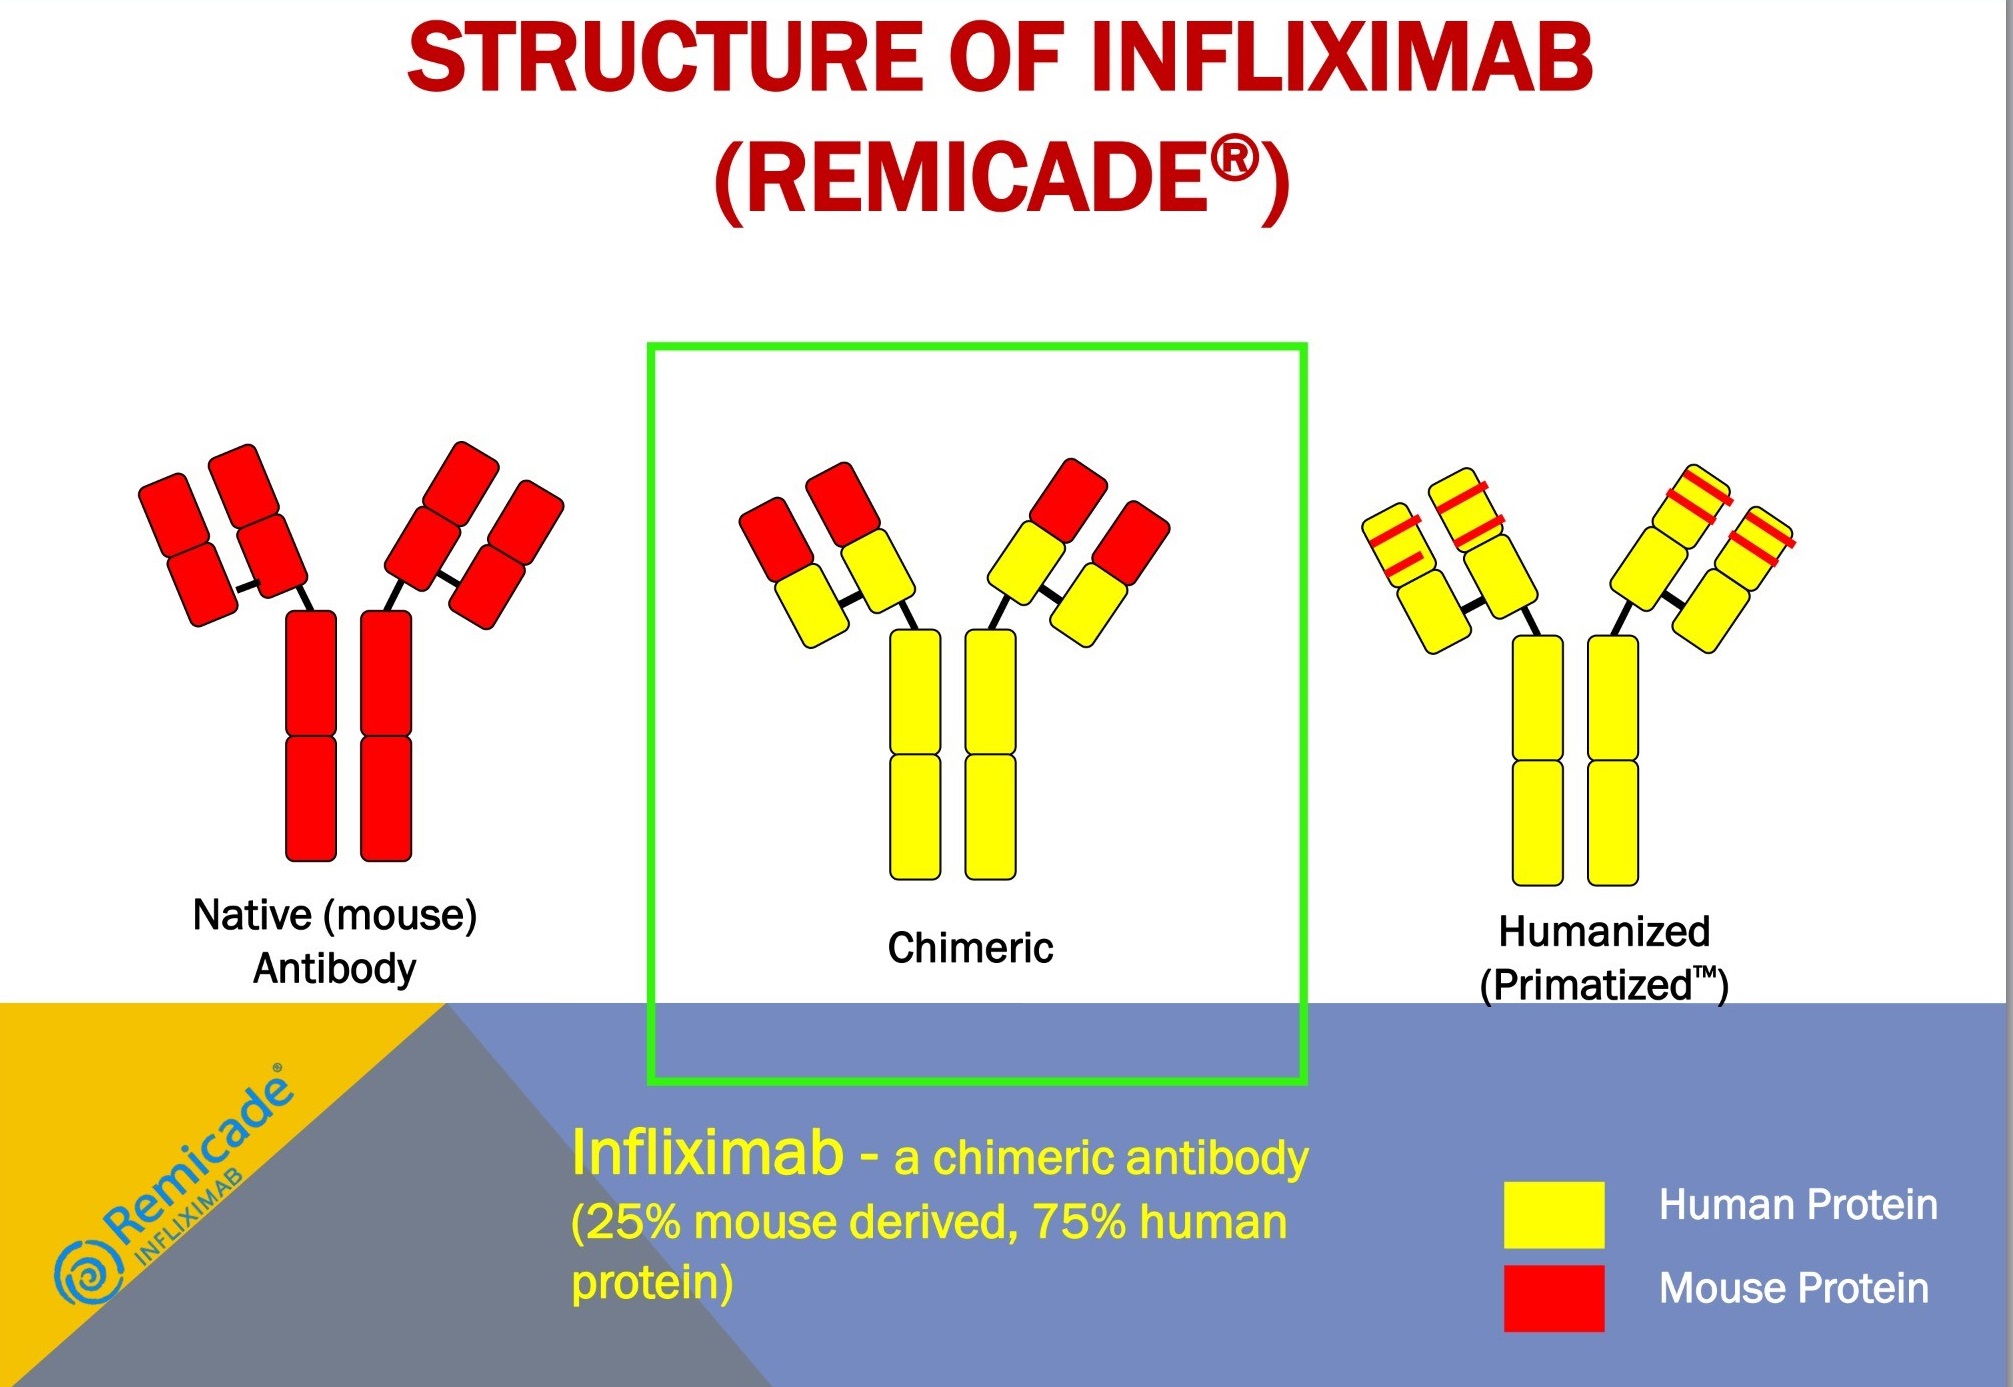 STRUCTURE OF INFLIXIMAB
(REMICADE®)
Native (mouse)
Antibody
Chimeric
Humanized
(Primatized™)
Remicade®
INFLIXIMAB
Infliximab - a chimeric antibody
(25% mouse derived, 75% human
protein)
Human Protein
Mouse Protein